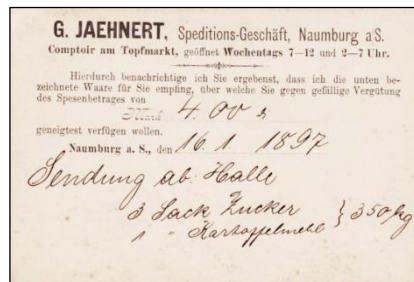 G. JAEHNERT, Speditions-Geschäft, Naumburg aS.
Comptoir am Topfmarkt, geöffnet Wochentags 7—12 und 2—7 Uhr.
Hierdurch benachrichtige ich Sie ergebenst, dass ich die unten be-
zeichnete Waare für Sie empfing, über welche Sie gegen gefällige Vergütung
des Spesenbetrages von
Mark 4.00
geneigtest verfügen wollen.
Naumburg a. S., den 16. 1. 1897
Sendung ab Halle
3 Sack Zucker } 350 kg
1 " Kartoffelmehl